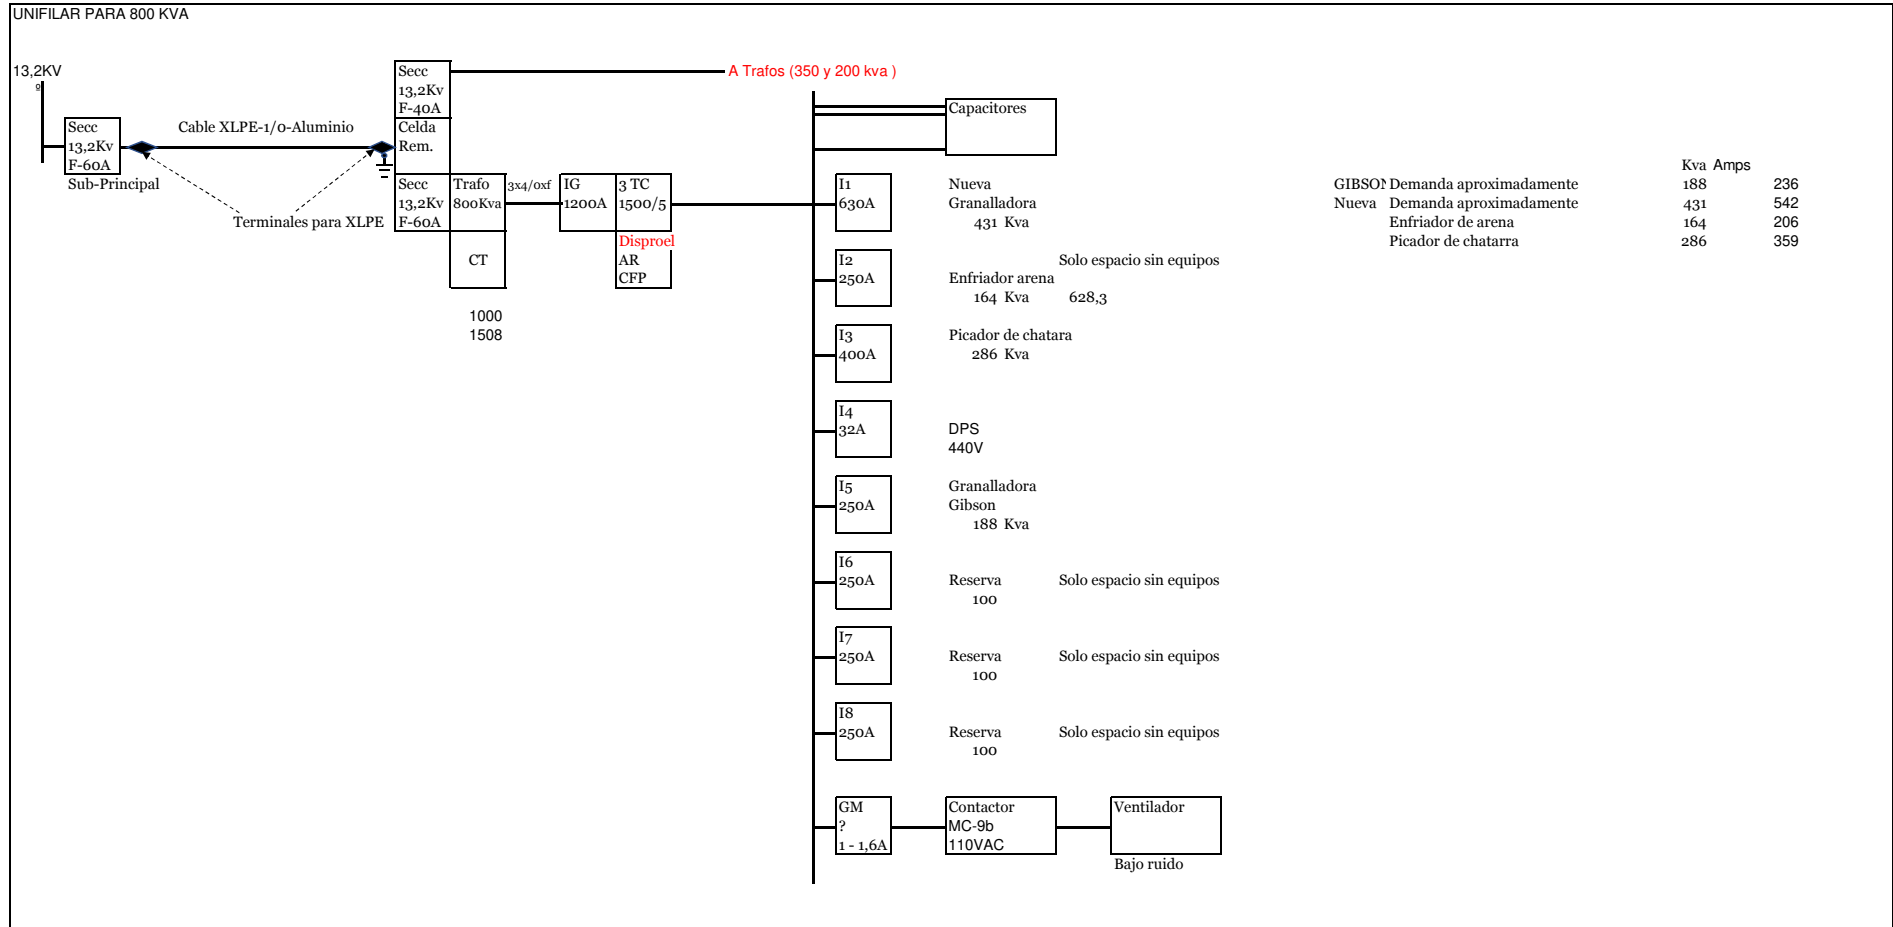 UNIFILAR PARA 800 KVA
13,2KV
º
Secc
13,2Kv
F-60A
Sub-Principal
Cable XLPE-1/0-Aluminio
Terminales para XLPE
Secc
13,2Kv
F-40A
Celda
Rem.
Secc
13,2Kv
F-60A
A Trafos (350 y 200 kva )
Trafo
800Kva
CT
1000
1508
3x4/0xf
IG
1200A
3 TC
1500/5
Disproel
AR
CFP
Capacitores
I1
630A
Nueva
Granalladora
431 Kva
I2
250A
Solo espacio sin equipos
Enfriador arena
164 Kva 628,3
I3
400A
Picador de chatara
286 Kva
I4
32A
DPS
440V
I5
250A
Granalladora
Gibson
188 Kva
I6
250A
Reserva Solo espacio sin equipos
100
I7
250A
Reserva Solo espacio sin equipos
100
I8
250A
Reserva Solo espacio sin equipos
100
GM
?
1 - 1,6A
Contactor
MC-9b
110VAC
Ventilador
Bajo ruido
Kva Amps
GIBSON Demanda aproximadamente 188 236
Nueva Demanda aproximadamente 431 542
Enfriador de arena 164 206
Picador de chatarra 286 359